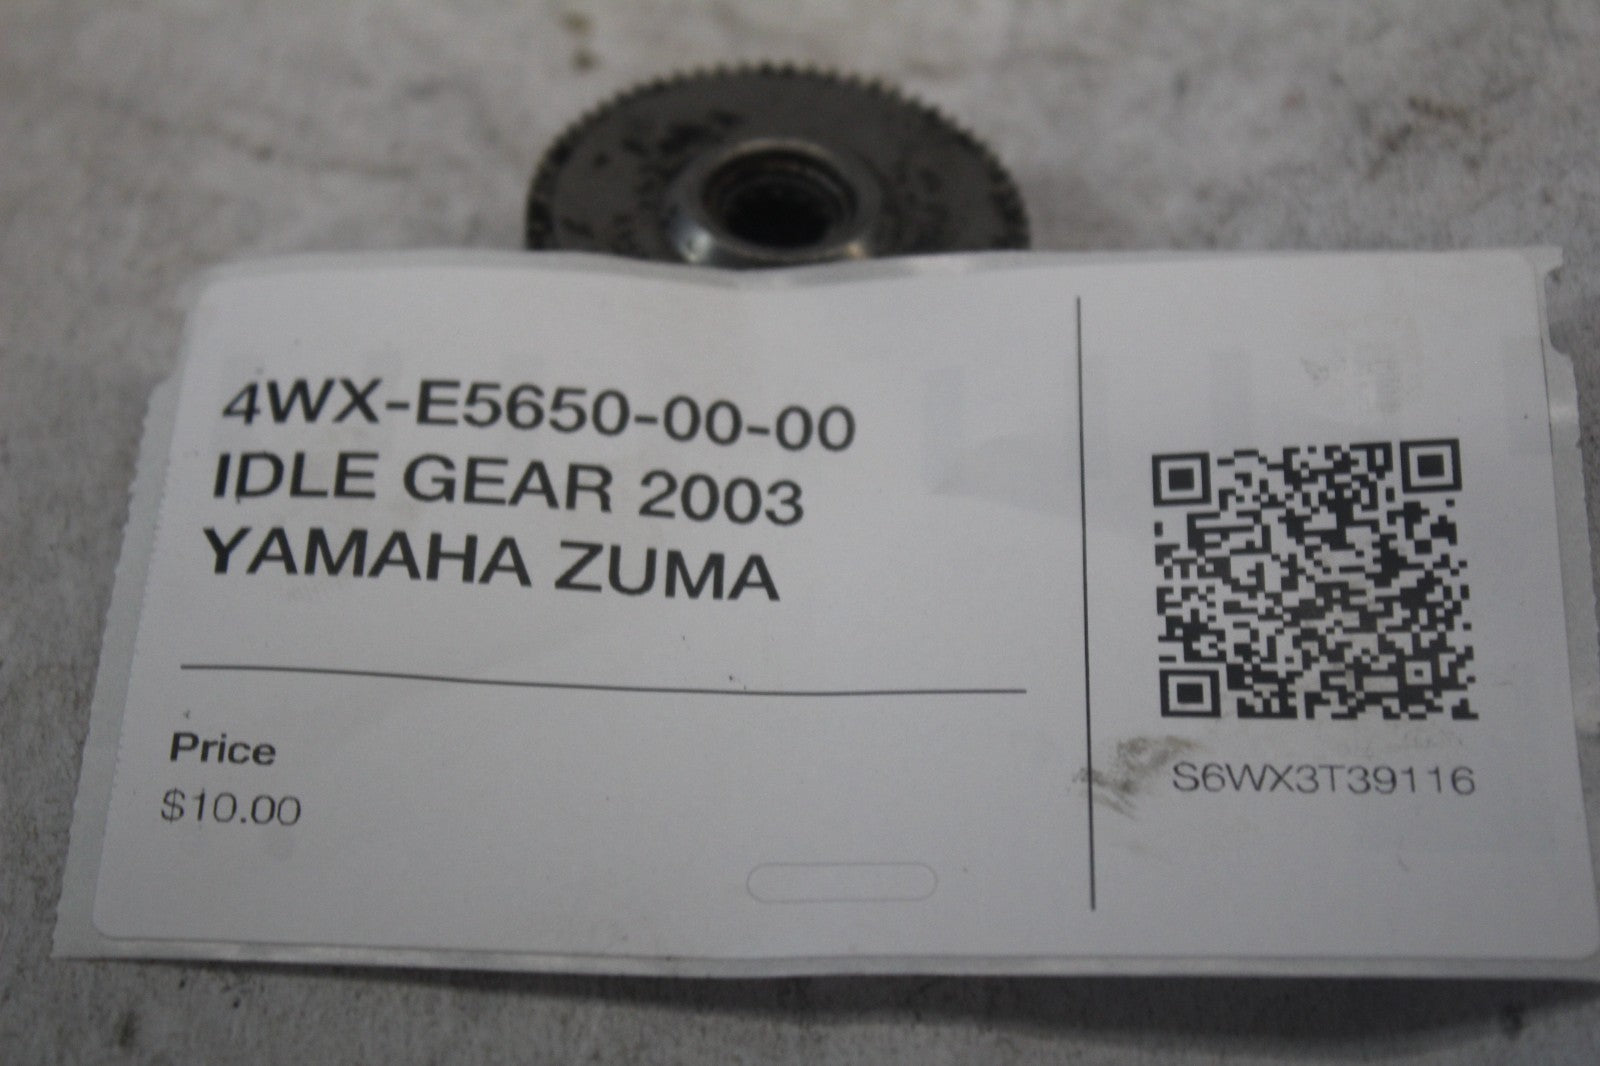 4WX-E5650-00-00
IDLE GEAR 2003
YAMAHA ZUMA
Price
$10.00
S6WX3T39116